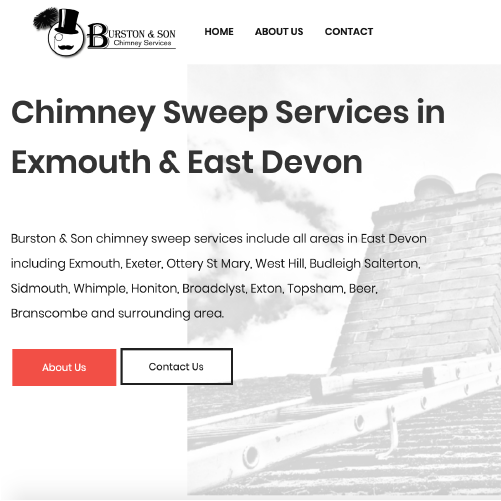 BURSTON & SON
Chimney Services
HOME ABOUT US CONTACT
Chimney Sweep Services in
Exmouth & East Devon
Burston & Son chimney sweep services include all areas in East Devon
including Exmouth, Exeter, Ottery St Mary, West Hill, Budleigh Salterton,
Sidmouth, Whimple, Honiton, Broadclyst, Exton, Topsham, Beer,
Branscombe and surrounding area.
About Us Contact Us